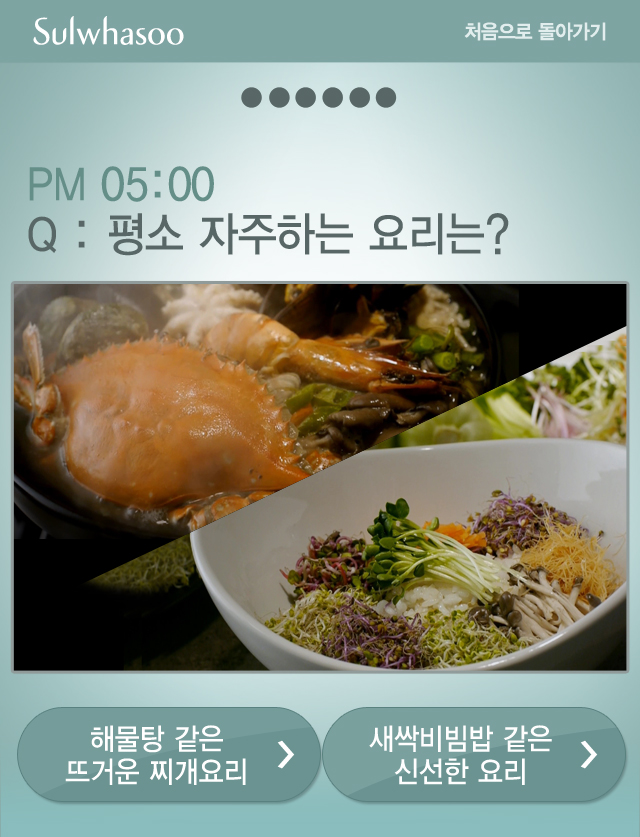 Sulwhasoo
처음으로 돌아가기
PM 05:00
Q : 평소 자주하는 요리는?
해물탕 같은
뜨거운 찌개요리
새싹비빔밥 같은
신선한 요리